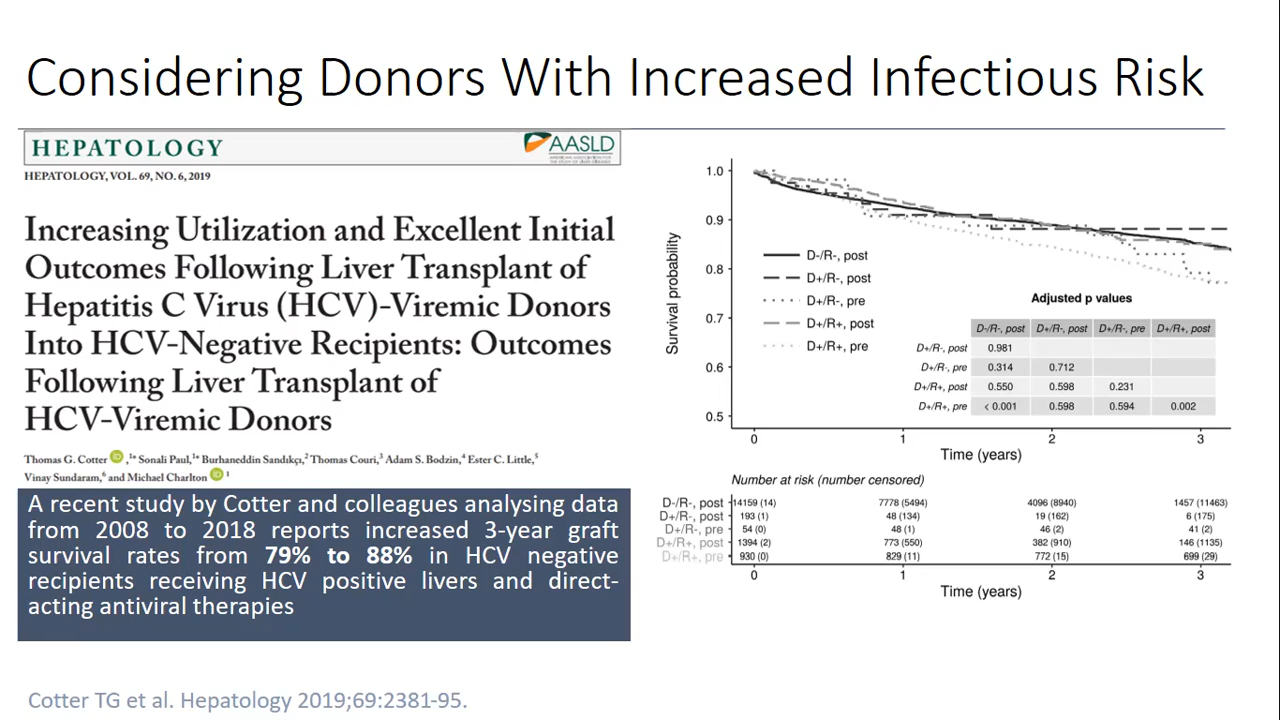 Considering Donors With Increased Infectious Risk
HEPATOLOGY
AASLD
HEPATOLOGY, VOL. 69, NO. 6, 2019
Increasing Utilization and Excellent Initial
Outcomes Following Liver Transplant of
Hepatitis C Virus (HCV)-Viremic Donors
Into HCV-Negative Recipients: Outcomes
Following Liver Transplant of
HCV-Viremic Donors
Thomas G. Cotter iD ,1* Sonali Paul,1* Burhaneddin Sandıkçı,2 Thomas Couri,3 Adam S. Bodzin,4 Ester C. Little,5
Vinay Sundaram,6 and Michael Charlton iD 1
A recent study by Cotter and colleagues analysing data
from 2008 to 2018 reports increased 3-year graft
survival rates from 79% to 88% in HCV negative
recipients receiving HCV positive livers and direct-
acting antiviral therapies
Cotter TG et al. Hepatology 2019;69:2381-95.
Survival probability
1.0
0.9
0.8
0.7
0.6
0.5
D-/R-, post
D+/R-, post
D+/R-, pre
D+/R+, post
D+/R+, pre
Adjusted p values
D-/R-, post D+/R-, post D+/R-, pre D+/R+, post
D+/R-, post 0.981
D+/R-, pre 0.314 0.712
D+/R+, post 0.550 0.598 0.231
D+/R+, pre < 0.001 0.598 0.594 0.002
0 1 2 3
Time (years)
Number at risk (number censored)
D-/R-, post 14159 (14) 7778 (5494) 4096 (8940) 1457 (11463)
D+/R-, post 193 (1) 48 (134) 19 (162) 6 (175)
D+/R-, pre 54 (0) 48 (1) 46 (2) 41 (2)
D+/R+, post 1394 (2) 773 (550) 382 (910) 146 (1135)
D+/R+, pre 930 (0) 829 (11) 772 (15) 699 (29)
0 1 2 3
Time (years)